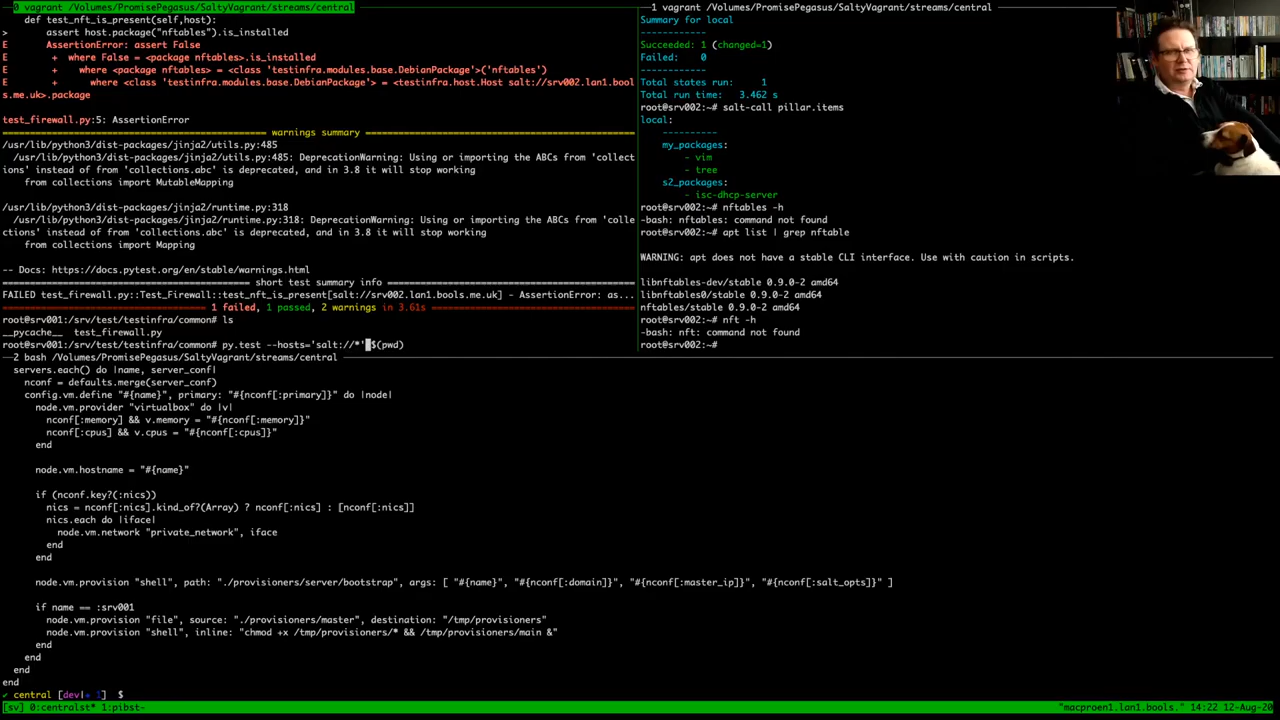 0 vagrant /Volumes/PromisePegasus/SaltyVagrant/streams/central
def test_nft_is_present(self,host):
> assert host.package("nftables").is_installed
E AssertionError: assert False
E + where False = <package nftables>.is_installed
E + where <package nftables> = <class 'testinfra.modules.base.DebianPackage'>('nftables')
E + where <class 'testinfra.modules.base.DebianPackage'> = <testinfra.host.Host salt://srv002.lan1.bool
s.me.uk>.package
test_firewall.py:5: AssertionError
warnings summary
/usr/lib/python3/dist-packages/jinja2/utils.py:485
/usr/lib/python3/dist-packages/jinja2/utils.py:485: DeprecationWarning: Using or importing the ABCs from 'collect
ions' instead of from 'collections.abc' is deprecated, and in 3.8 it will stop working
from collections import MutableMapping
/usr/lib/python3/dist-packages/jinja2/runtime.py:318
/usr/lib/python3/dist-packages/jinja2/runtime.py:318: DeprecationWarning: Using or importing the ABCs from 'colle
ctions' instead of from 'collections.abc' is deprecated, and in 3.8 it will stop working
from collections import Mapping
-- Docs: https://docs.pytest.org/en/stable/warnings.html
short test summary info
FAILED test_firewall.py::Test_Firewall::test_nft_is_present[salt://srv002.lan1.bools.me.uk] - AssertionError: as...
1 failed, 1 passed, 2 warnings in 3.61s
root@srv001:/srv/test/testinfra/common# ls
__pycache__ test_firewall.py
root@srv001:/srv/test/testinfra/common# py.test --hosts='salt://*' $(pwd)
1 vagrant /Volumes/PromisePegasus/SaltyVagrant/streams/central
Summary for local
------------
Succeeded: 1 (changed=1)
Failed: 0
------------
Total states run: 1
Total run time: 3.462 s
root@srv002:~# salt-call pillar.items
local:
----------
my_packages:
- vim
- tree
s2_packages:
- isc-dhcp-server
root@srv002:~# nftables -h
-bash: nftables: command not found
root@srv002:~# apt list | grep nftable
WARNING: apt does not have a stable CLI interface. Use with caution in scripts.
libnftables-dev/stable 0.9.0-2 amd64
libnftables0/stable 0.9.0-2 amd64
nftables/stable 0.9.0-2 amd64
root@srv002:~# nft -h
-bash: nft: command not found
root@srv002:~#
2 bash /Volumes/PromisePegasus/SaltyVagrant/streams/central
servers.each() do |name, server_conf|
nconf = defaults.merge(server_conf)
config.vm.define "#{name}", primary: "#{nconf[:primary]}" do |node|
node.vm.provider "virtualbox" do |v|
nconf[:memory] && v.memory = "#{nconf[:memory]}"
nconf[:cpus] && v.cpus = "#{nconf[:cpus]}"
end
node.vm.hostname = "#{name}"
if (nconf.key?(:nics))
nics = nconf[:nics].kind_of?(Array) ? nconf[:nics] : [nconf[:nics]]
nics.each do |iface|
node.vm.network "private_network", iface
end
end
node.vm.provision "shell", path: "./provisioners/server/bootstrap", args: [ "#{name}", "#{nconf[:domain]}", "#{nconf[:master_ip]}", "#{nconf[:salt_opts]}" ]
if name == :srv001
node.vm.provision "file", source: "./provisioners/master", destination: "/tmp/provisioners"
node.vm.provision "shell", inline: "chmod +x /tmp/provisioners/* && /tmp/provisioners/main &"
end
end
end
end
✓ central [dev|✚ 1] $
[sv] 0:centralst* 1:pibst- "macproen1.lan1.bools." 14:22 12-Aug-20